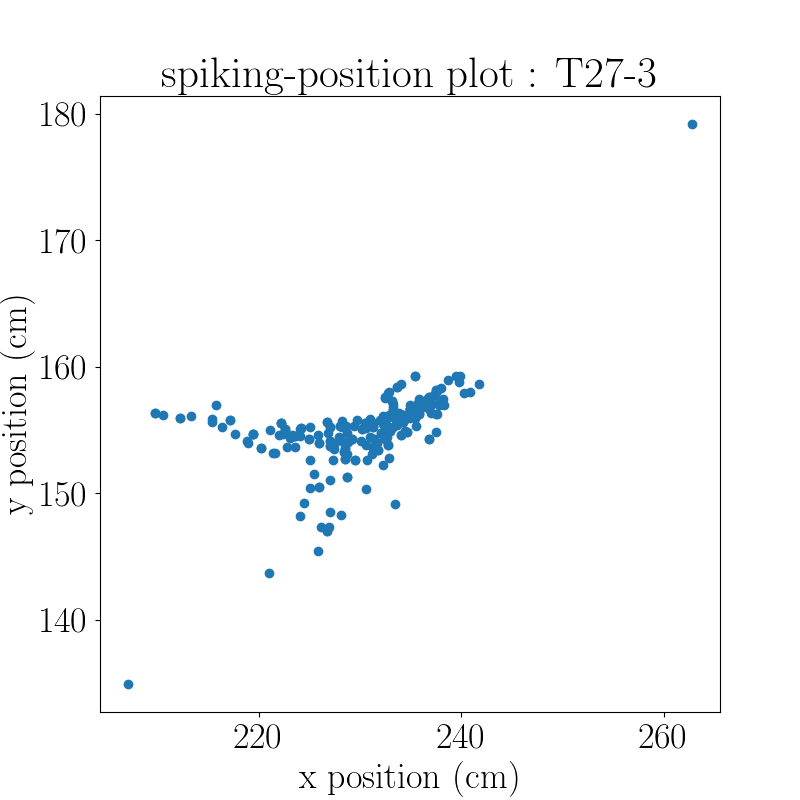 spiking-position plot : T27-3
180
170
160
150
140
y position (cm)
220 240 260
x position (cm)